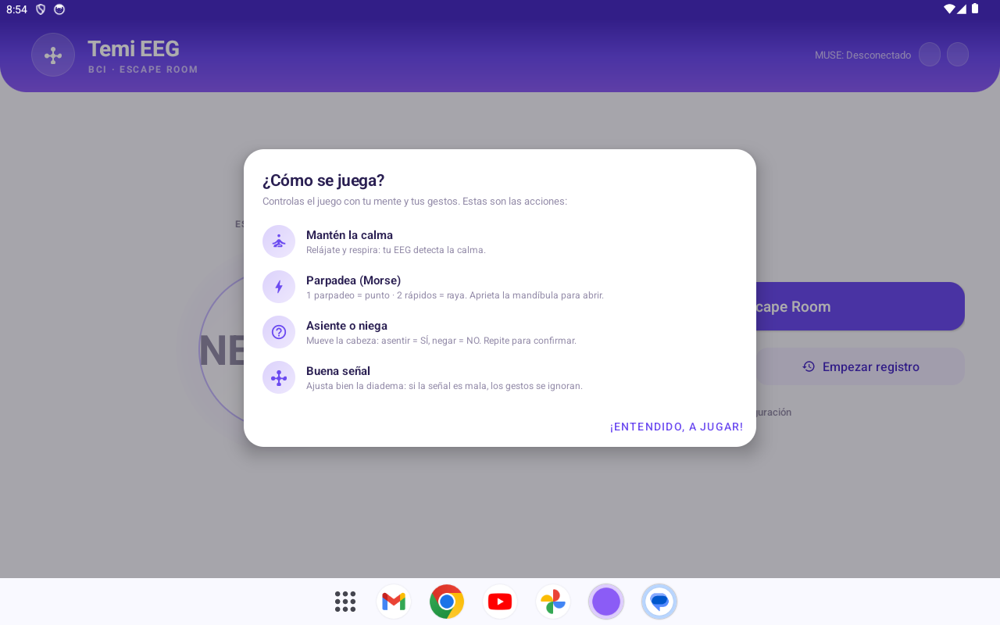 8:54
Temi EEG
BCI · ESCAPE ROOM
MUSE: Desconectado
¿Cómo se juega?
Controlas el juego con tu mente y tus gestos. Estas son las acciones:
Mantén la calma
Relájate y respira: tu EEG detecta la calma.
Parpadea (Morse)
1 parpadeo = punto · 2 rápidos = raya. Aprieta la mandíbula para abrir.
Asiente o niega
Mueve la cabeza: asentir = SÍ, negar = NO. Repite para confirmar.
Buena señal
Ajusta bien la diadema: si la señal es mala, los gestos se ignoran.
¡ENTENDIDO, A JUGAR!
cape Room
Empezar registro